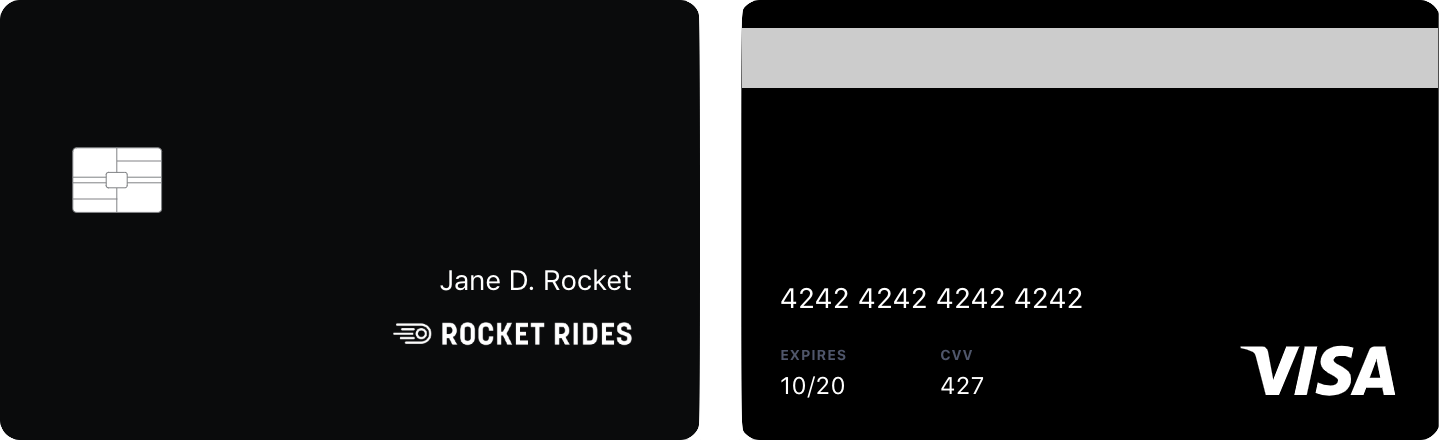 Jane D. Rocket
ROCKET RIDES
4242 4242 4242 4242
EXPIRES CVV
10/20 427
VISA